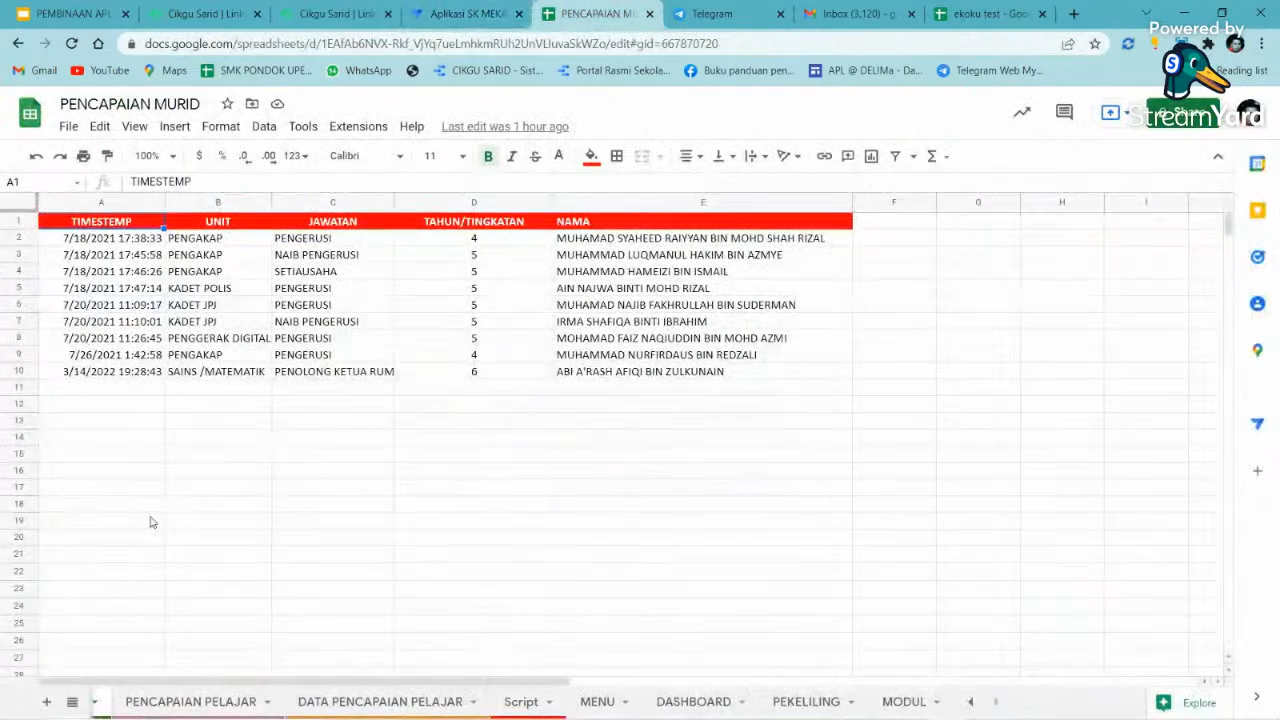 PEMBINAAN APL
Cikgu Sarid | Link
Cikgu Sarid | Link
Aplikasi SK MEKA
PENCAPAIAN MU
Telegram
Inbox (3,120) - g
ekoku test - Goo
Powered by
docs.google.com/spreadsheets/d/1EAfAb6NVX-Rkf_VjYq7ueLmhkmRUh2UnVLIuvaSkWZo/edit#gid=667870720
Gmail YouTube Maps SMK PONDOK UPE... WhatsApp CIKGU SARID - Sist... Portal Rasmi Sekola... Buku panduan pen... APL @ DELIMa - Da... Telegram Web My... Reading list
PENCAPAIAN MURID
StreamYard
File Edit View Insert Format Data Tools Extensions Help Last edit was 1 hour ago
100% $ % .0 .00 123 Calibri 11 B I S A
A1 fx TIMESTEMP
A B C D E F G H I
1 TIMESTEMP UNIT JAWATAN TAHUN/TINGKATAN NAMA
2 7/18/2021 17:38:33 PENGAKAP PENGERUSI 4 MUHAMAD SYAHEED RAIYYAN BIN MOHD SHAH RIZAL
3 7/18/2021 17:45:58 PENGAKAP NAIB PENGERUSI 5 MUHAMMAD LUQMANUL HAKIM BIN AZMYE
4 7/18/2021 17:46:26 PENGAKAP SETIAUSAHA 5 MUHAMMAD HAMEIZI BIN ISMAIL
5 7/18/2021 17:47:14 KADET POLIS PENGERUSI 5 AIN NAJWA BINTI MOHD RIZAL
6 7/20/2021 11:09:17 KADET JPJ PENGERUSI 5 MUHAMAD NAJIB FAKHRULLAH BIN SUDERMAN
7 7/20/2021 11:10:01 KADET JPJ NAIB PENGERUSI 5 IRMA SHAFIQA BINTI IBRAHIM
8 7/20/2021 11:26:45 PENGGERAK DIGITAL PENGERUSI 5 MOHAMAD FAIZ NAQIUDDIN BIN MOHD AZMI
9 7/26/2021 1:42:58 PENGAKAP PENGERUSI 4 MUHAMMAD NURFIRDAUS BIN REDZALI
10 3/14/2022 19:28:43 SAINS /MATEMATIK PENOLONG KETUA RUM 6 ABI A'RASH AFIQI BIN ZULKUNAIN
11
12
13
14
15
16
17
18
19
20
21
22
23
24
25
26
27
28
PENCAPAIAN PELAJAR DATA PENCAPAIAN PELAJAR Script MENU DASHBOARD PEKELILING MODUL Explore